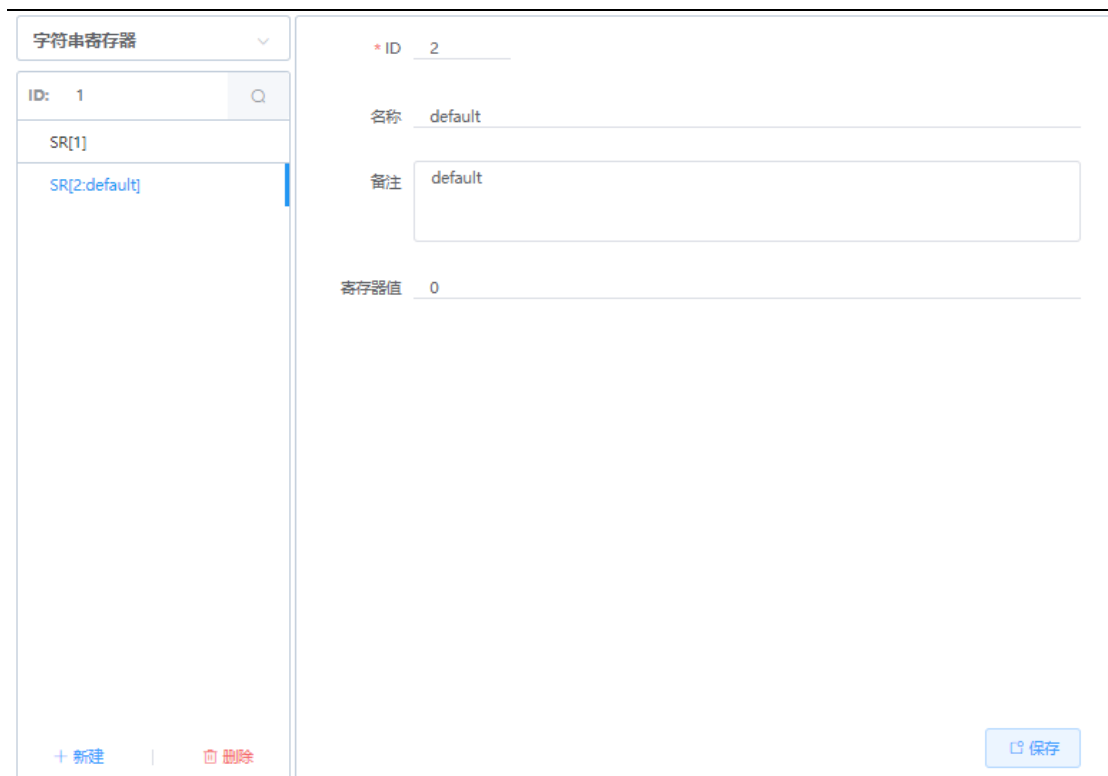 字符串寄存器
ID: 1
SR[1]
SR[2:default]
+ 新建
删除
* ID 2
名称 default
备注 default
寄存器值 0
保存